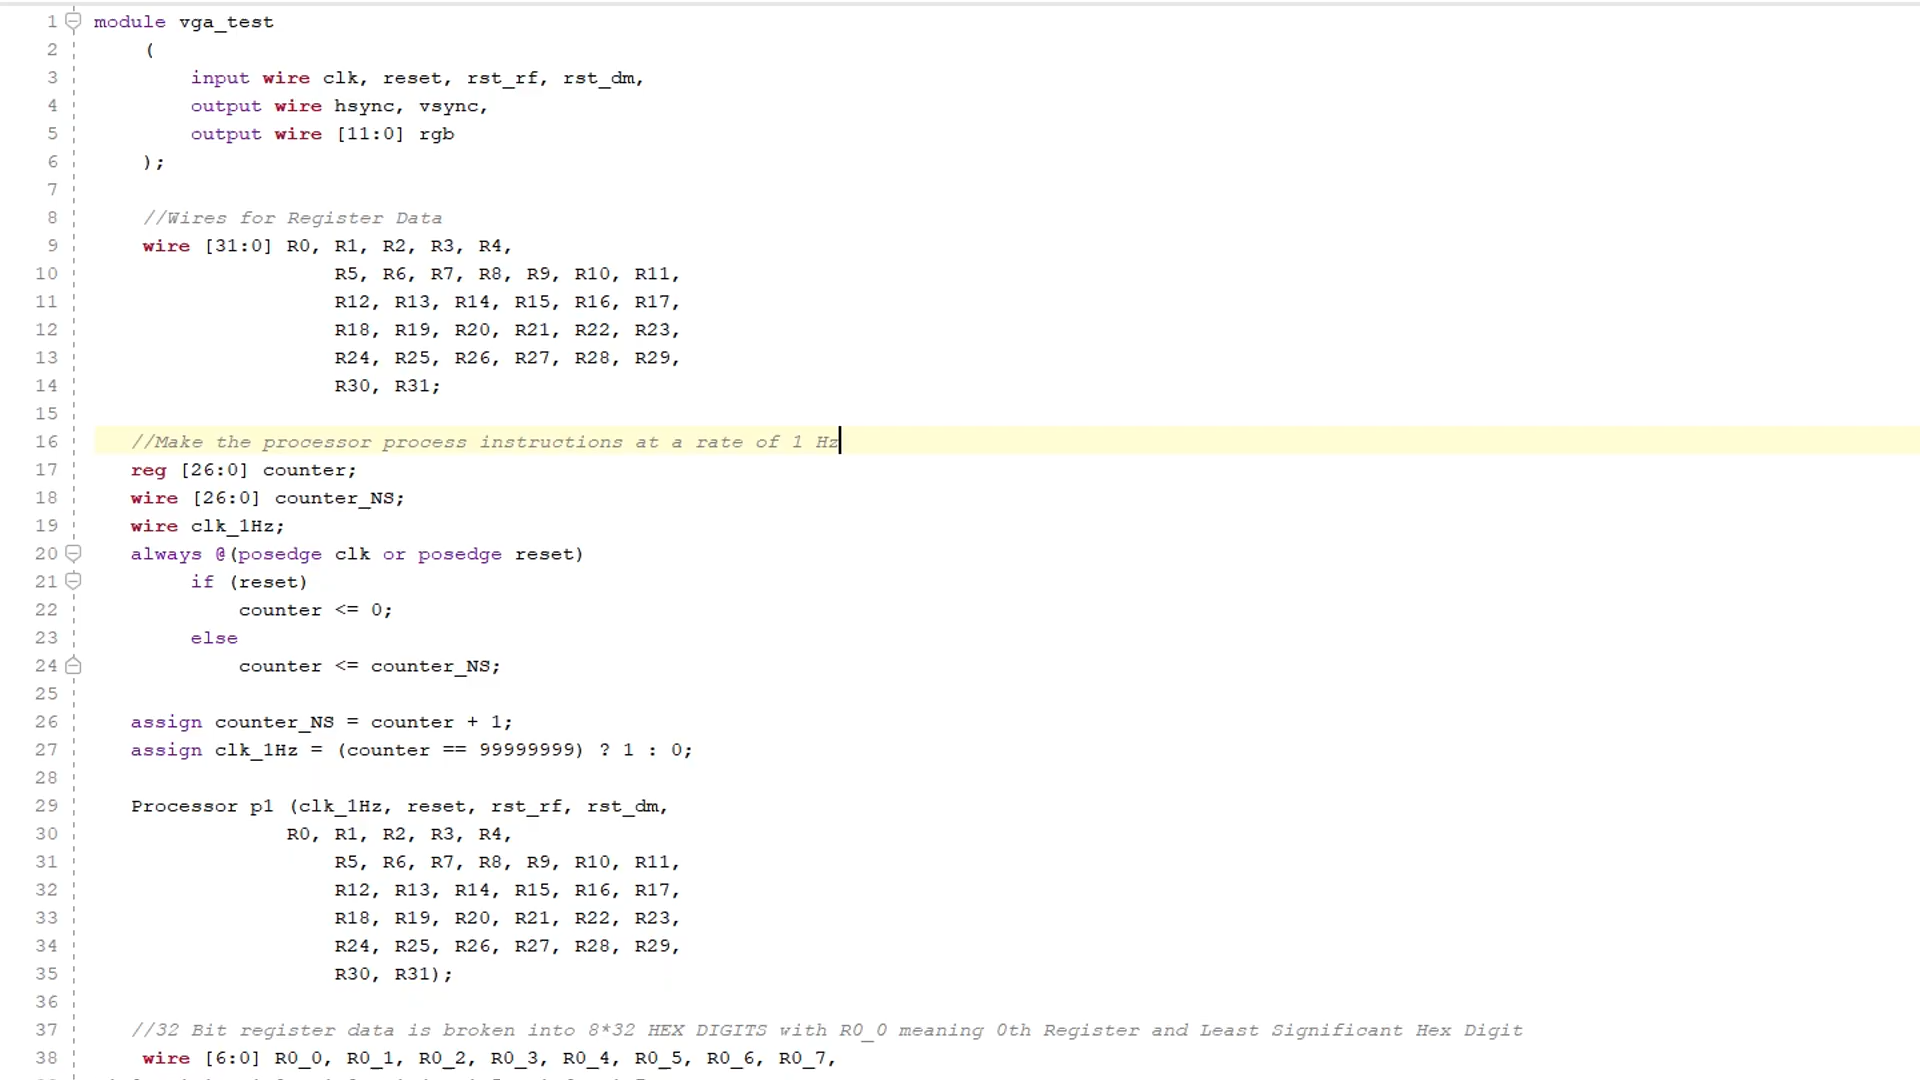 1 module vga_test
2 (
3 input wire clk, reset, rst_rf, rst_dm,
4 output wire hsync, vsync,
5 output wire [11:0] rgb
6 );
7
8 //Wires for Register Data
9 wire [31:0] R0, R1, R2, R3, R4,
10 R5, R6, R7, R8, R9, R10, R11,
11 R12, R13, R14, R15, R16, R17,
12 R18, R19, R20, R21, R22, R23,
13 R24, R25, R26, R27, R28, R29,
14 R30, R31;
15
16 //Make the processor process instructions at a rate of 1 Hz
17 reg [26:0] counter;
18 wire [26:0] counter_NS;
19 wire clk_1Hz;
20 always @(posedge clk or posedge reset)
21 if (reset)
22 counter <= 0;
23 else
24 counter <= counter_NS;
25
26 assign counter_NS = counter + 1;
27 assign clk_1Hz = (counter == 99999999) ? 1 : 0;
28
29 Processor p1 (clk_1Hz, reset, rst_rf, rst_dm,
30 R0, R1, R2, R3, R4,
31 R5, R6, R7, R8, R9, R10, R11,
32 R12, R13, R14, R15, R16, R17,
33 R18, R19, R20, R21, R22, R23,
34 R24, R25, R26, R27, R28, R29,
35 R30, R31);
36
37 //32 Bit register data is broken into 8*32 HEX DIGITS with R0_0 meaning 0th Register and Least Significant Hex Digit
38 wire [6:0] R0_0, R0_1, R0_2, R0_3, R0_4, R0_5, R0_6, R0_7,